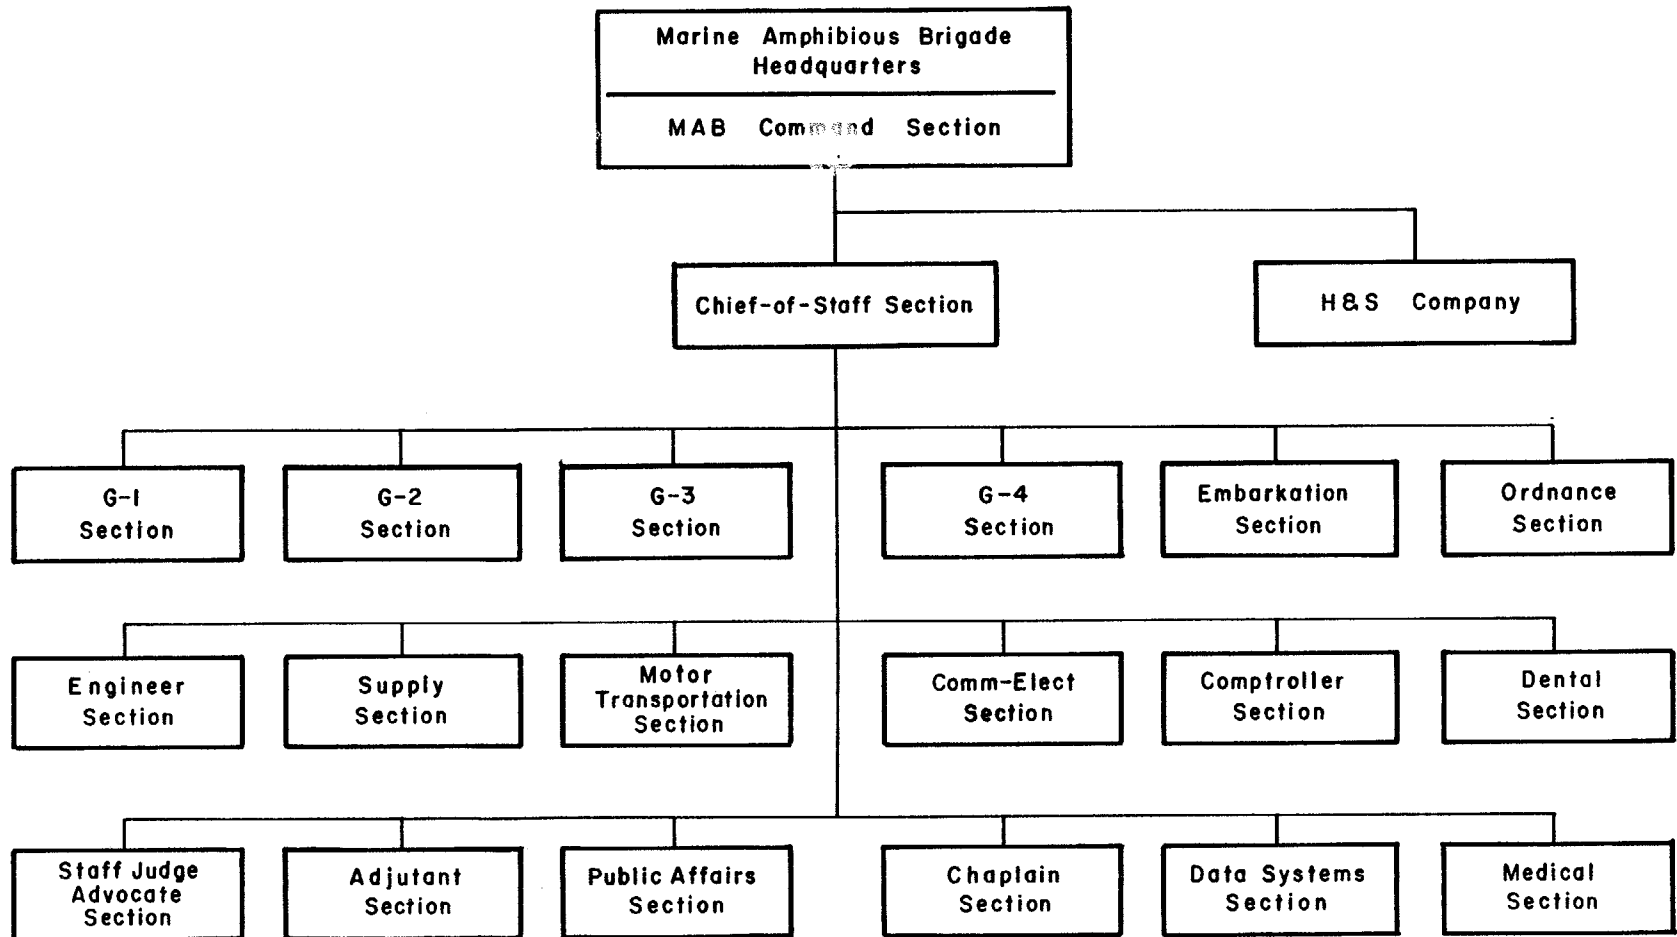 Marine Amphibious Brigade
Headquarters
MAB Command Section
Chief-of-Staff Section
H&S Company
G-1
Section
G-2
Section
G-3
Section
G-4
Section
Embarkation
Section
Ordnance
Section
Engineer
Section
Supply
Section
Motor
Transportation
Section
Comm-Elect
Section
Comptroller
Section
Dental
Section
Staff Judge
Advocate
Section
Adjutant
Section
Public Affairs
Section
Chaplain
Section
Data Systems
Section
Medical
Section